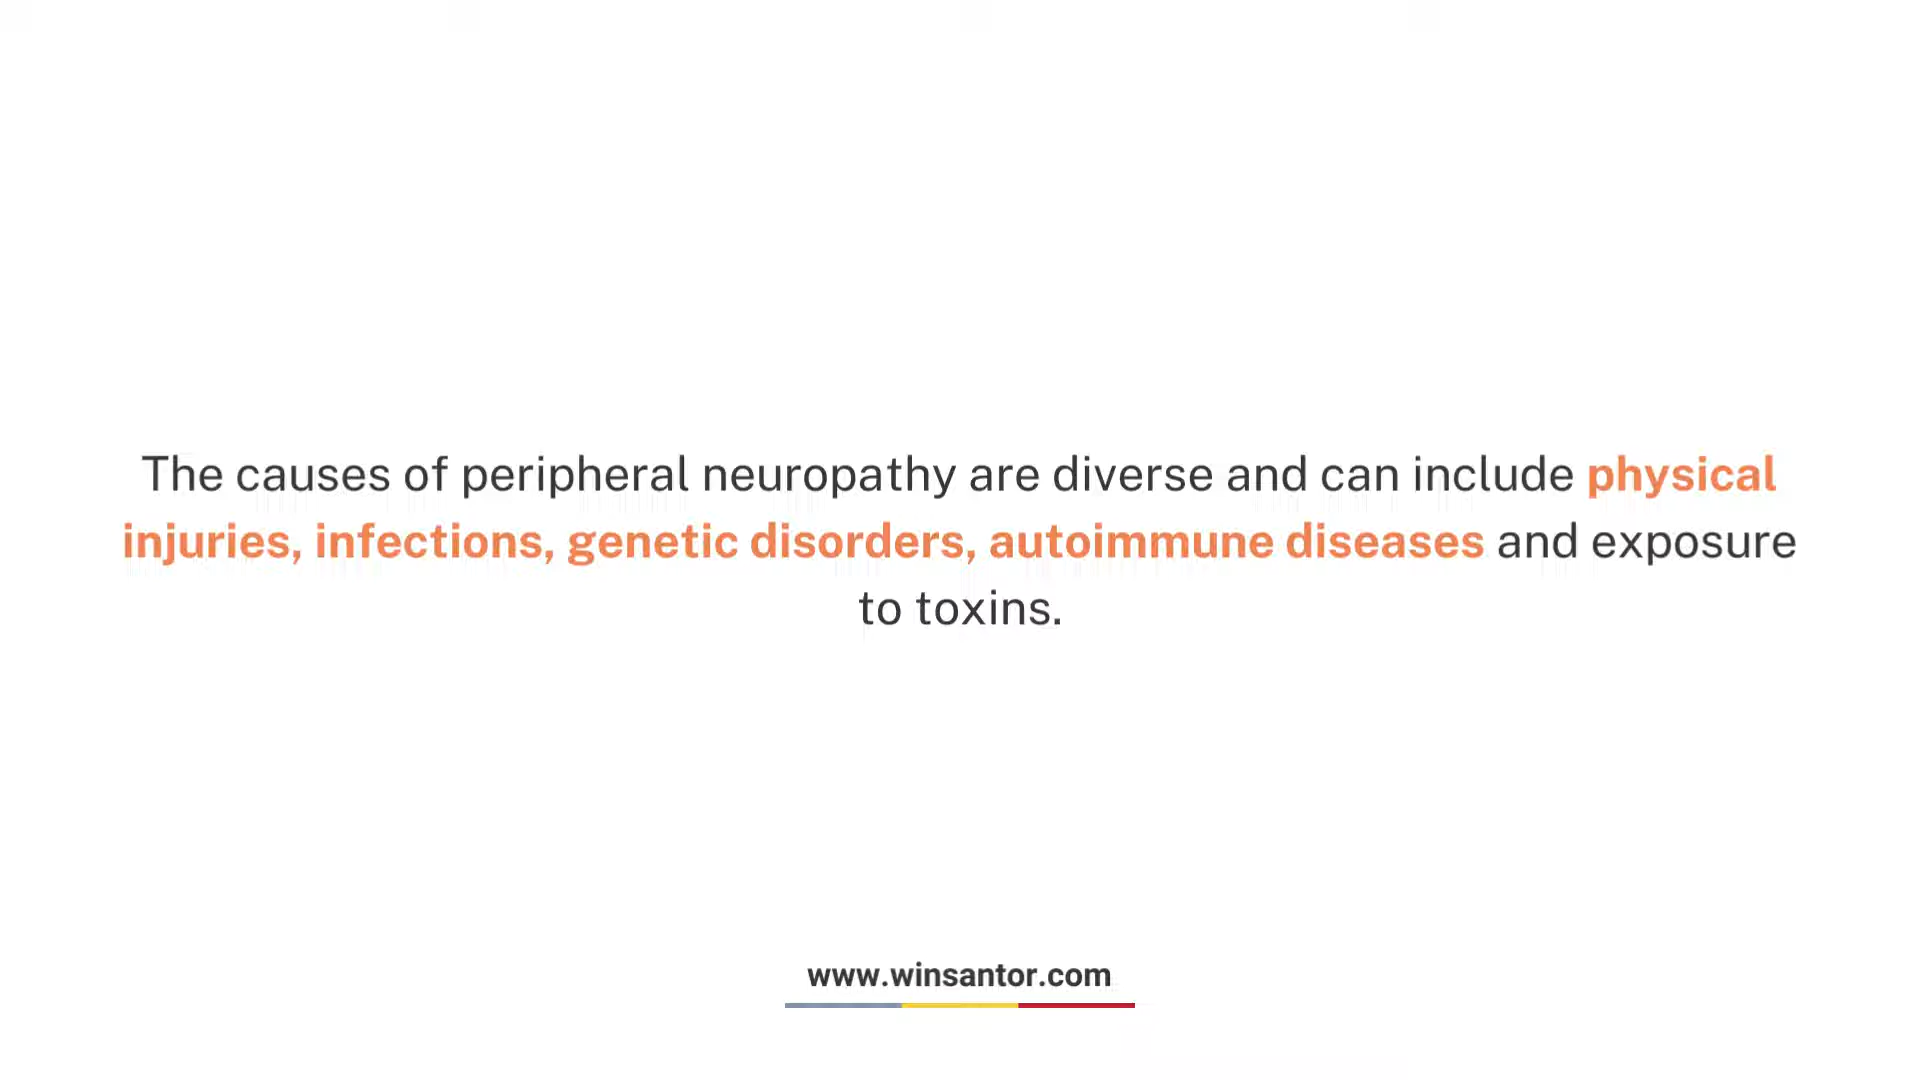 The causes of peripheral neuropathy are diverse and can include physical
injuries, infections, genetic disorders, autoimmune diseases and exposure
to toxins.
www.winsantor.com